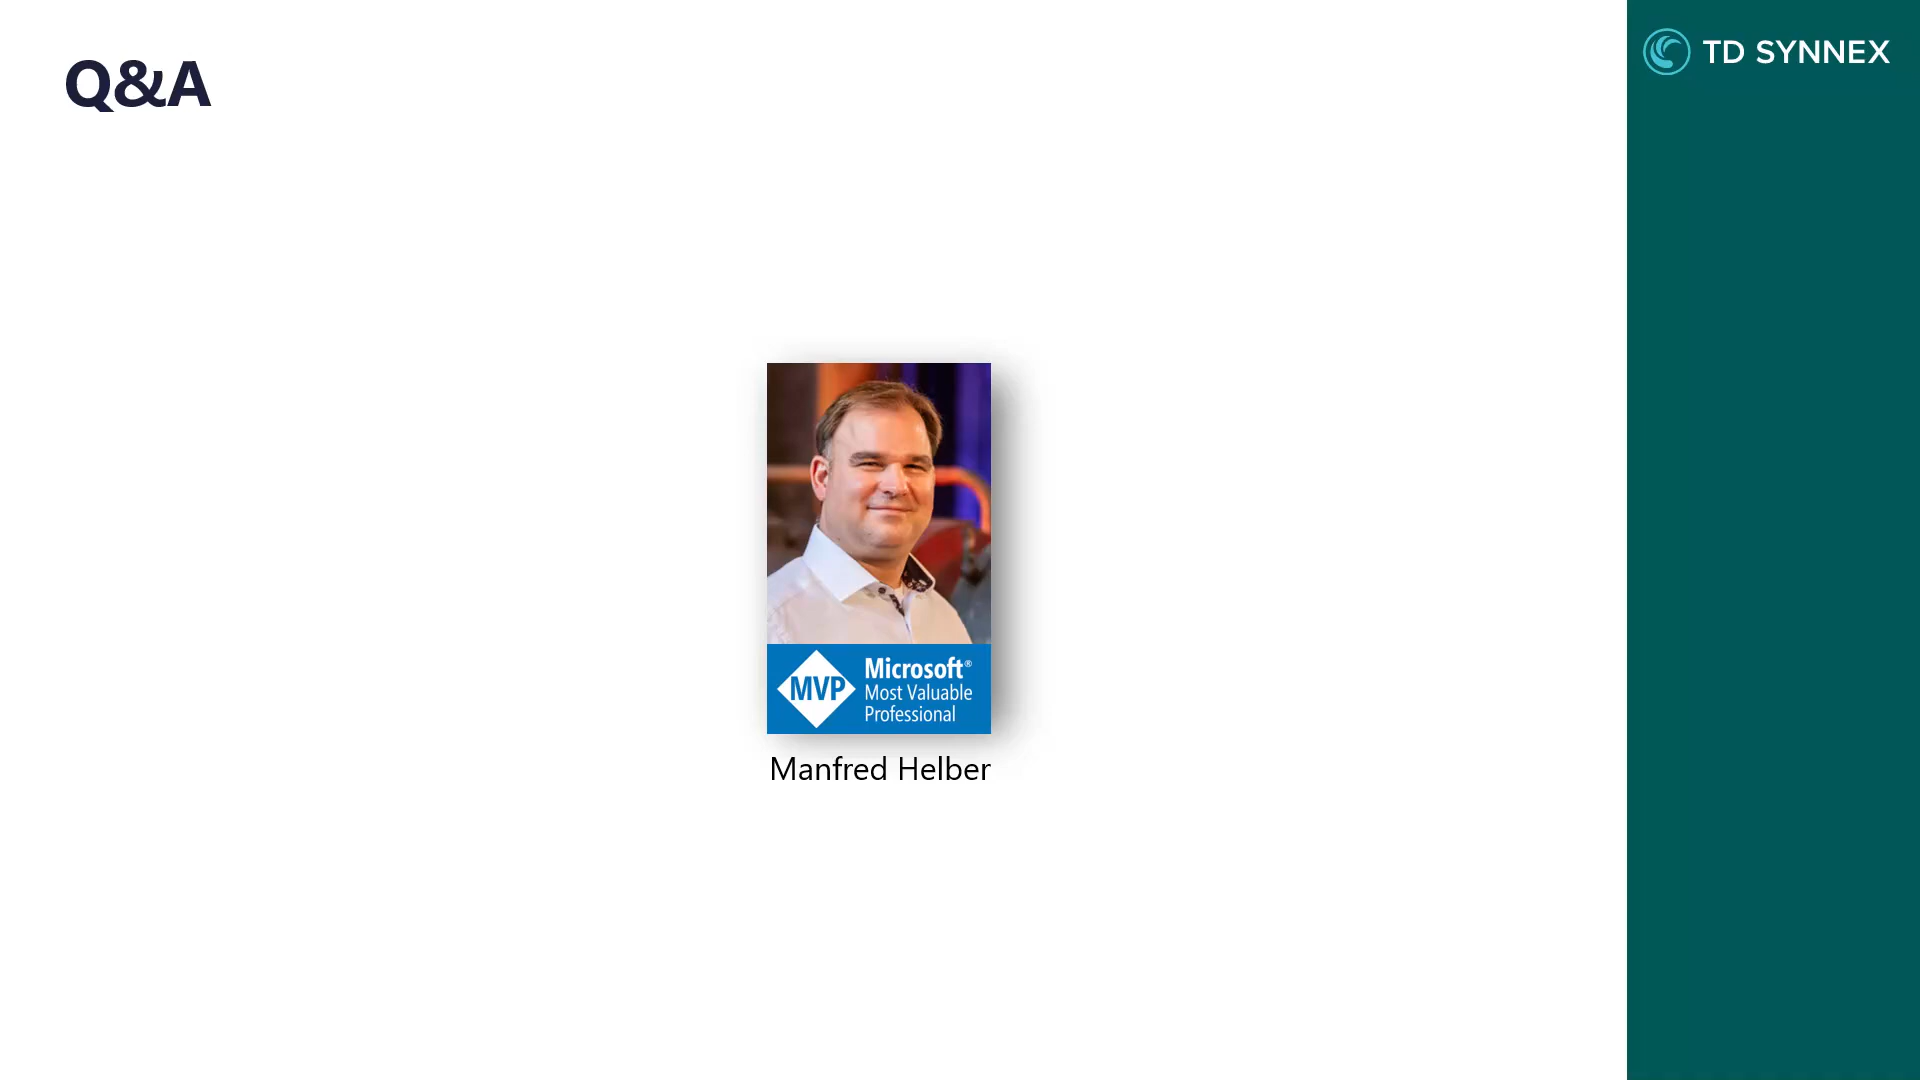 Q&A
TD SYNNEX
MVP
Microsoft®
Most Valuable
Professional
Manfred Helber